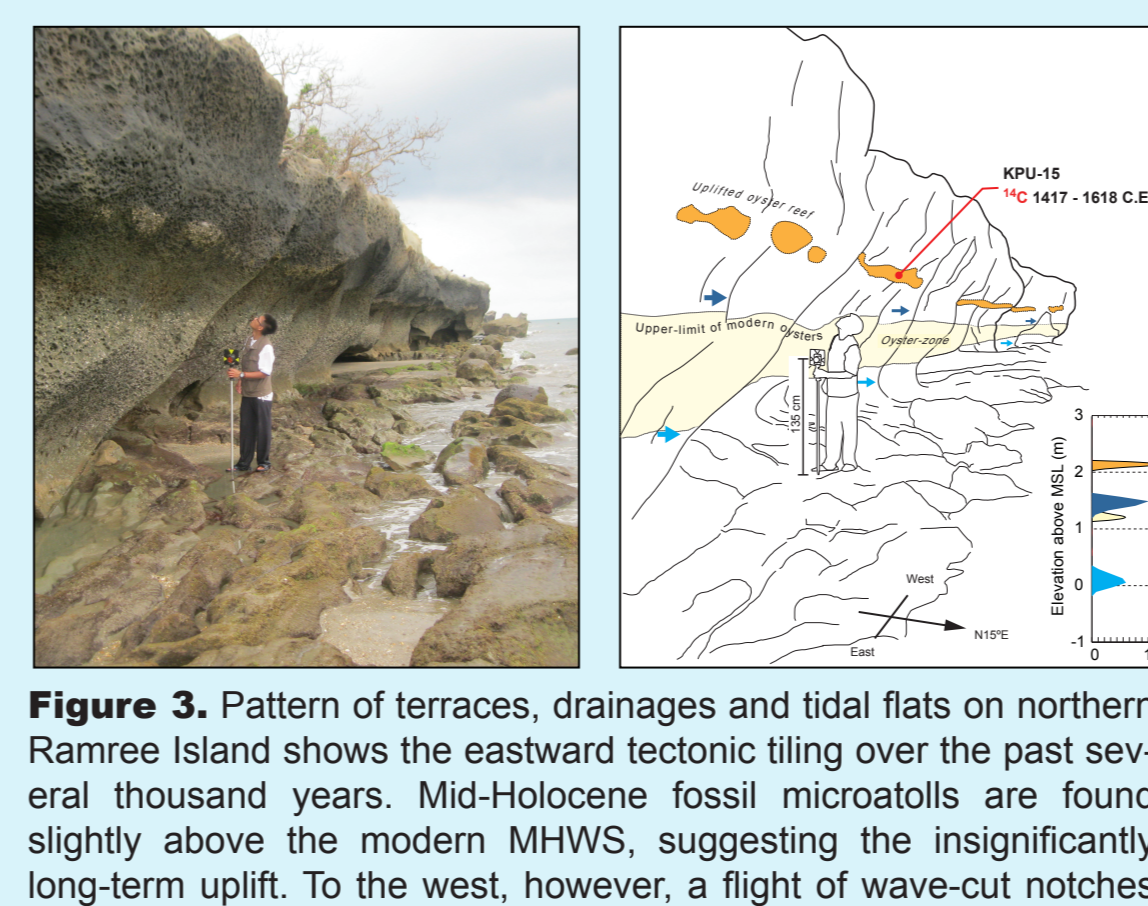 KPU-15
14C 1417 - 1618 C.E
Uplifted oyster reef
Upper-limit of modern oysters
Oyster-zone
135 cm
3
2
1
0
-1
Elevation above MSL (m)
0
1
West
N15ºE
East
Figure 3. Pattern of terraces, drainages and tidal flats on northern
Ramree Island shows the eastward tectonic tiling over the past sev-
eral thousand years. Mid-Holocene fossil microatolls are found
slightly above the modern MHWS, suggesting the insignificantly
long-term uplift. To the west, however, a flight of wave-cut notches